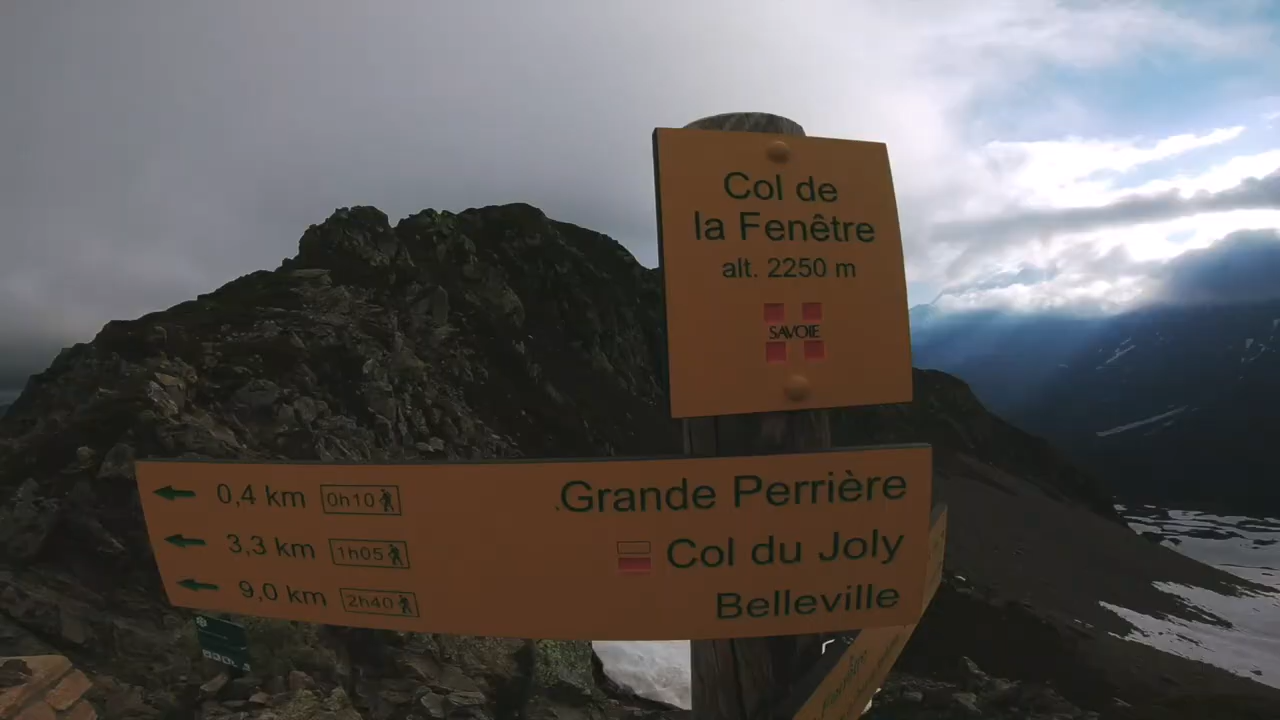 Col de
la Fenêtre
alt. 2250 m
SAVOIE
0,4 km 0h10 Grande Perrière
3,3 km 1h05 Col du Joly
9,0 km 2h40 Belleville